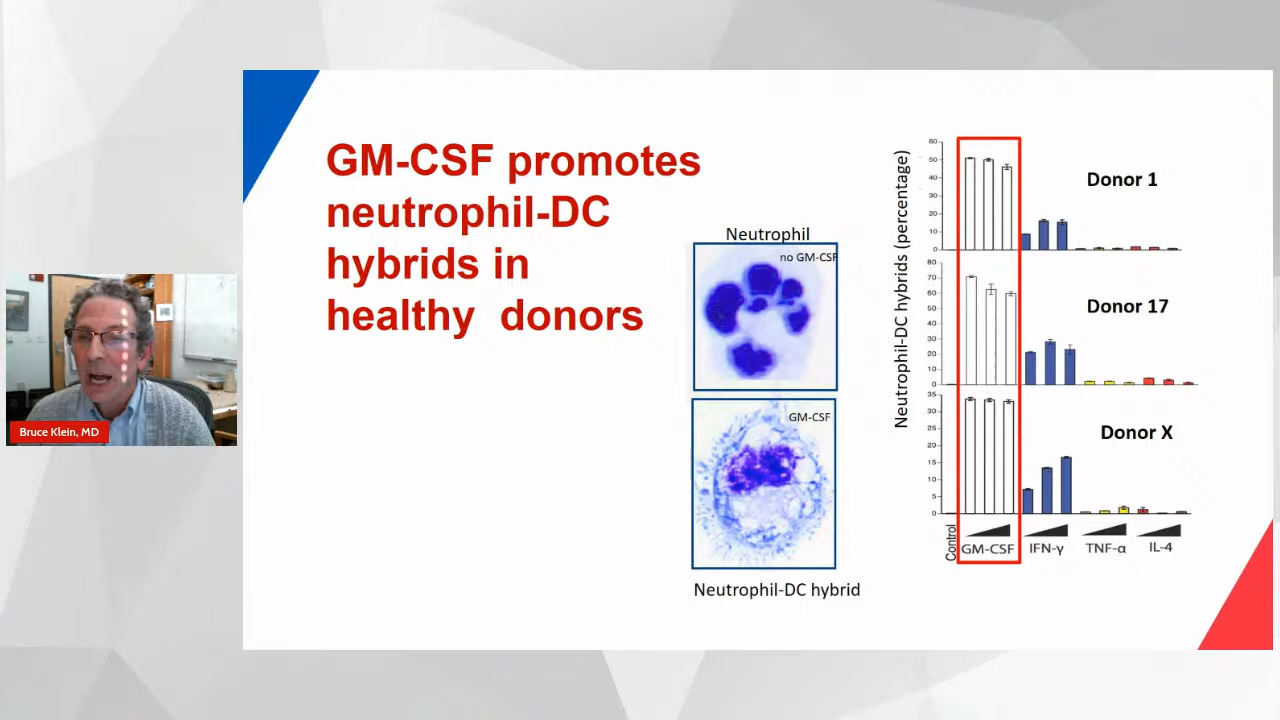 GM-CSF promotes
neutrophil-DC
hybrids in
healthy donors
Bruce Klein, MD
Neutrophil
no GM-CSF
GM-CSF
Neutrophil-DC hybrid
Neutrophil-DC hybrids (percentage)
60
50
40
30
20
10
0
Donor 1
80
70
60
50
40
30
20
10
0
Donor 17
35
30
25
20
15
10
5
0
Donor X
Control
GM-CSF
IFN-γ
TNF-α
IL-4